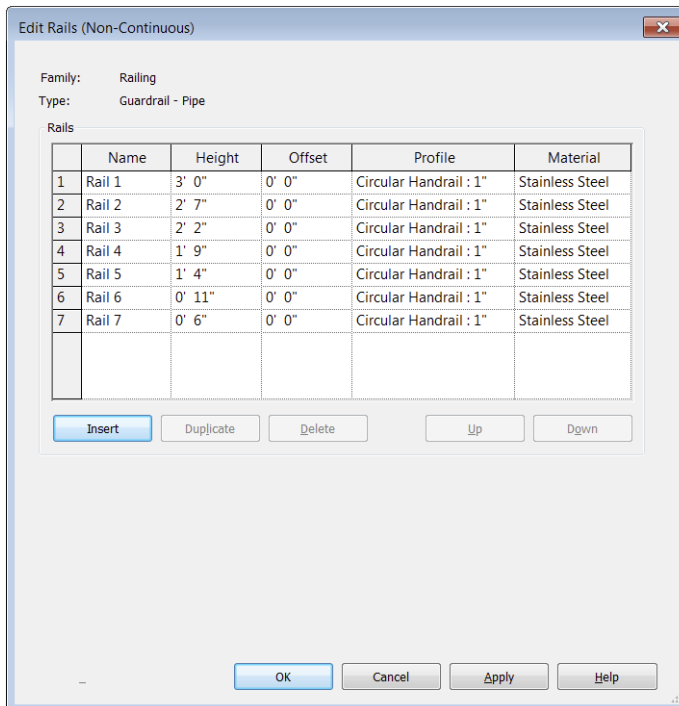 Edit Rails (Non-Continuous)
Family: Railing
Type: Guardrail - Pipe
Rails
Name Height Offset Profile Material
1 Rail 1 3' 0" 0' 0" Circular Handrail : 1" Stainless Steel
2 Rail 2 2' 7" 0' 0" Circular Handrail : 1" Stainless Steel
3 Rail 3 2' 2" 0' 0" Circular Handrail : 1" Stainless Steel
4 Rail 4 1' 9" 0' 0" Circular Handrail : 1" Stainless Steel
5 Rail 5 1' 4" 0' 0" Circular Handrail : 1" Stainless Steel
6 Rail 6 0' 11" 0' 0" Circular Handrail : 1" Stainless Steel
7 Rail 7 0' 6" 0' 0" Circular Handrail : 1" Stainless Steel
Insert Duplicate Delete Up Down
OK Cancel Apply Help